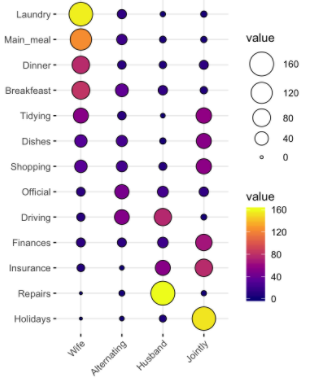 Laundry
Main_meal
Dinner
Breakfeast
Tidying
Dishes
Shopping
Official
Driving
Finances
Insurance
Repairs
Holidays
Wife
Alternating
Husband
Jointly
value
160
120
80
40
0
value
160
120
80
40
0